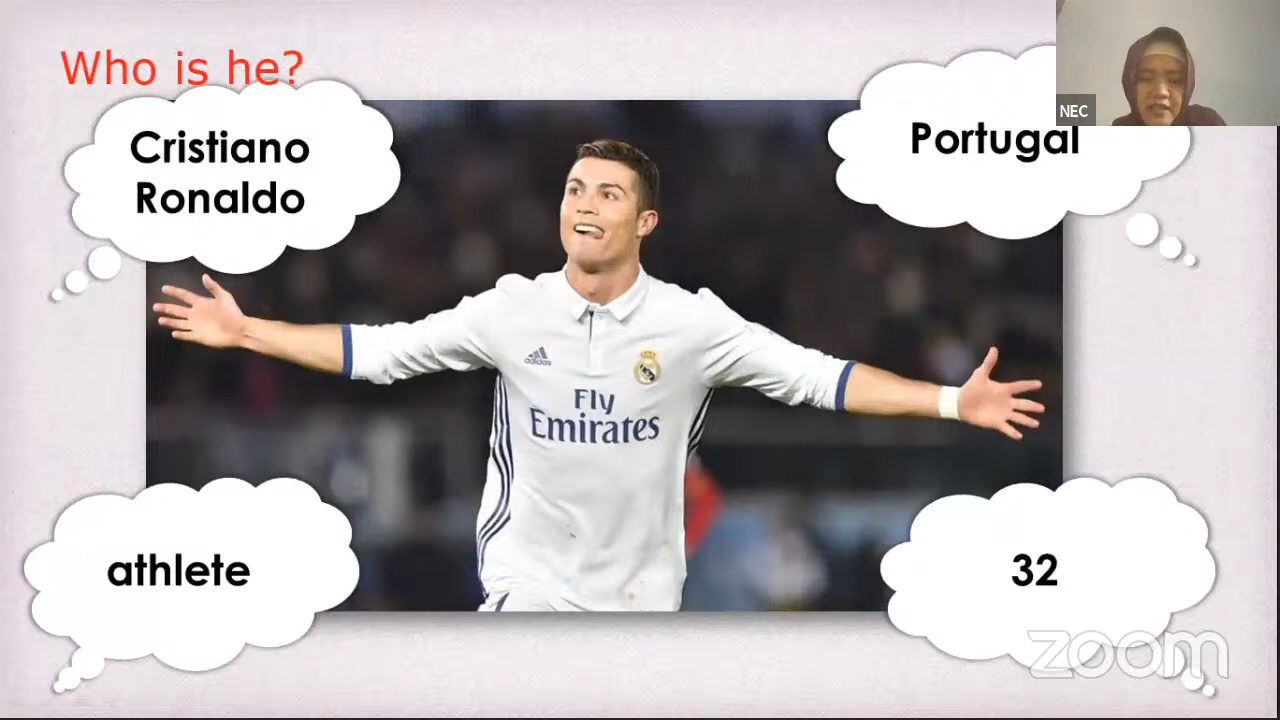 Who is he?
Cristiano
Ronaldo
Portugal
NEC
adidas
Fly
Emirates
athlete
32
zoom